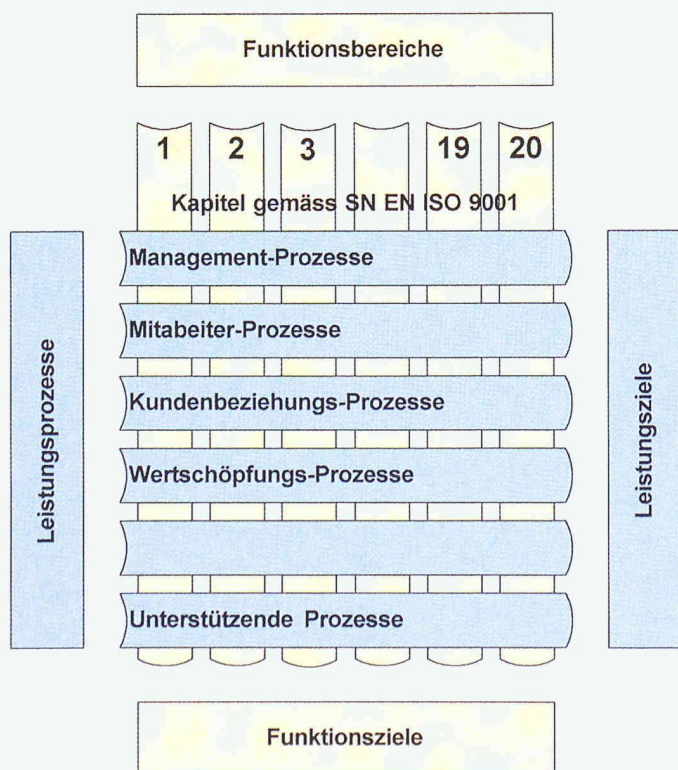 Funktionsbereiche
1 2 3 19 20
Kapitel gemäss SN EN ISO 9001
Leistungsprozesse
Management-Prozesse
Mitabeiter-Prozesse
Kundenbeziehungs-Prozesse
Wertschöpfungs-Prozesse
Unterstützende Prozesse
Leistungsziele
Funktionsziele